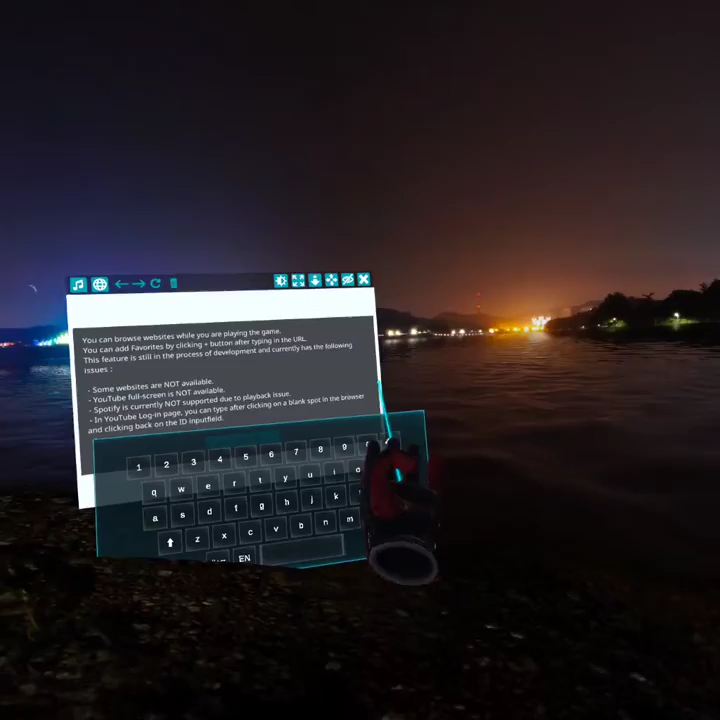 You can browse websites while you are playing the game.
You can add Favorites by clicking + button after typing in the URL.
This feature is still in the process of development and currently has the following
issues :
- Some websites are NOT available.
- YouTube full-screen is NOT available.
- Spotify is currently NOT supported due to playback issue.
- In YouTube Log-in page, you can type after clicking on a blank spot in the browser
and clicking back on the ID inputfield.
1 2 3 4 5 6 7 8 9
q w e r t y u i o
a s d f g h j k
z x c v b n m
EN